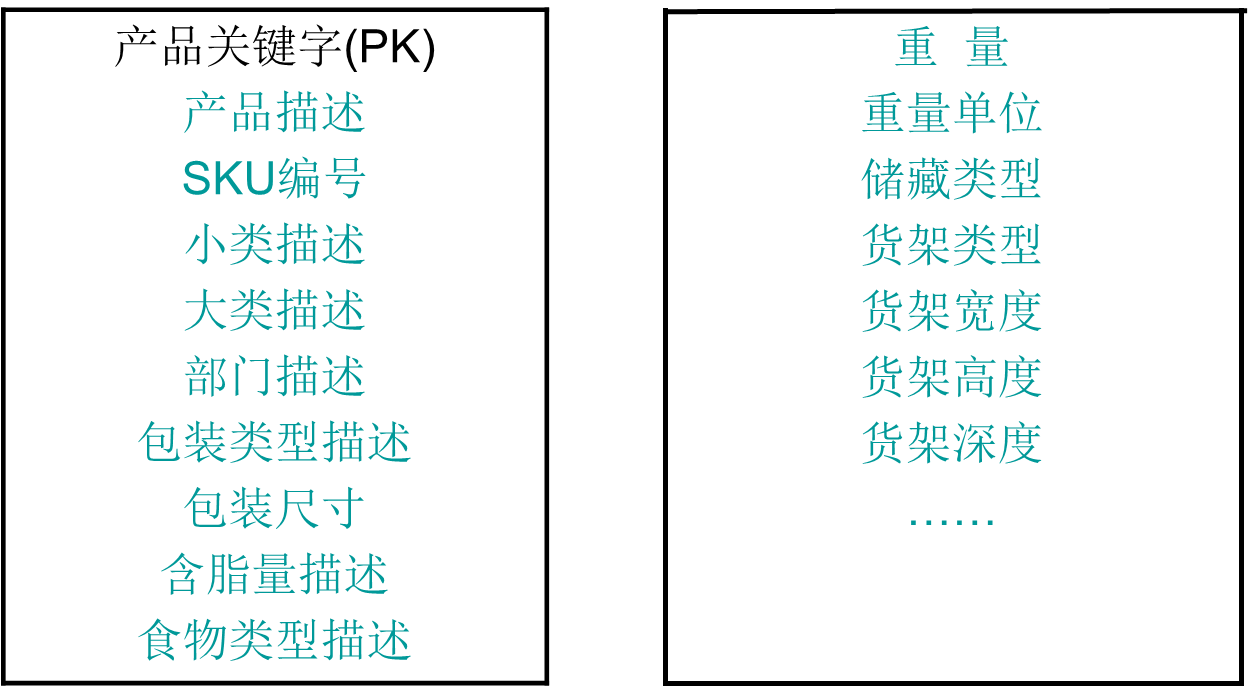 产品关键字(PK)
产品描述
SKU编号
小类描述
大类描述
部门描述
包装类型描述
包装尺寸
含脂量描述
食物类型描述
重 量
重量单位
储藏类型
货架类型
货架宽度
货架高度
货架深度
……